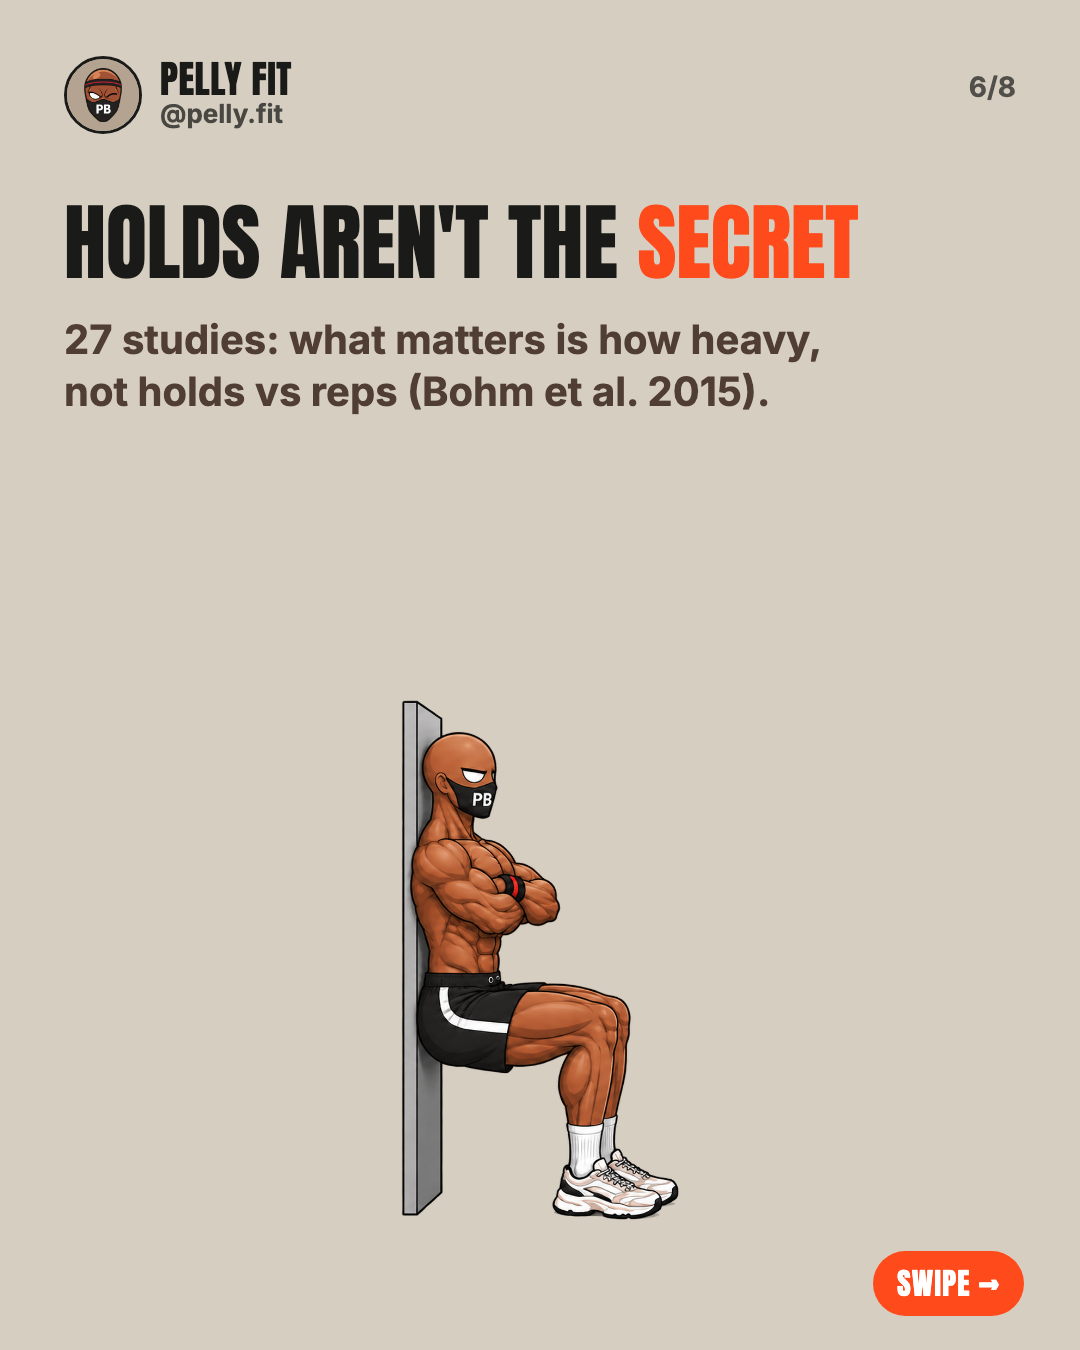 PELLY FIT
@pelly.fit
6/8
HOLDS AREN'T THE SECRET
27 studies: what matters is how heavy,
not holds vs reps (Bohm et al. 2015).
PB
PB
SWIPE →